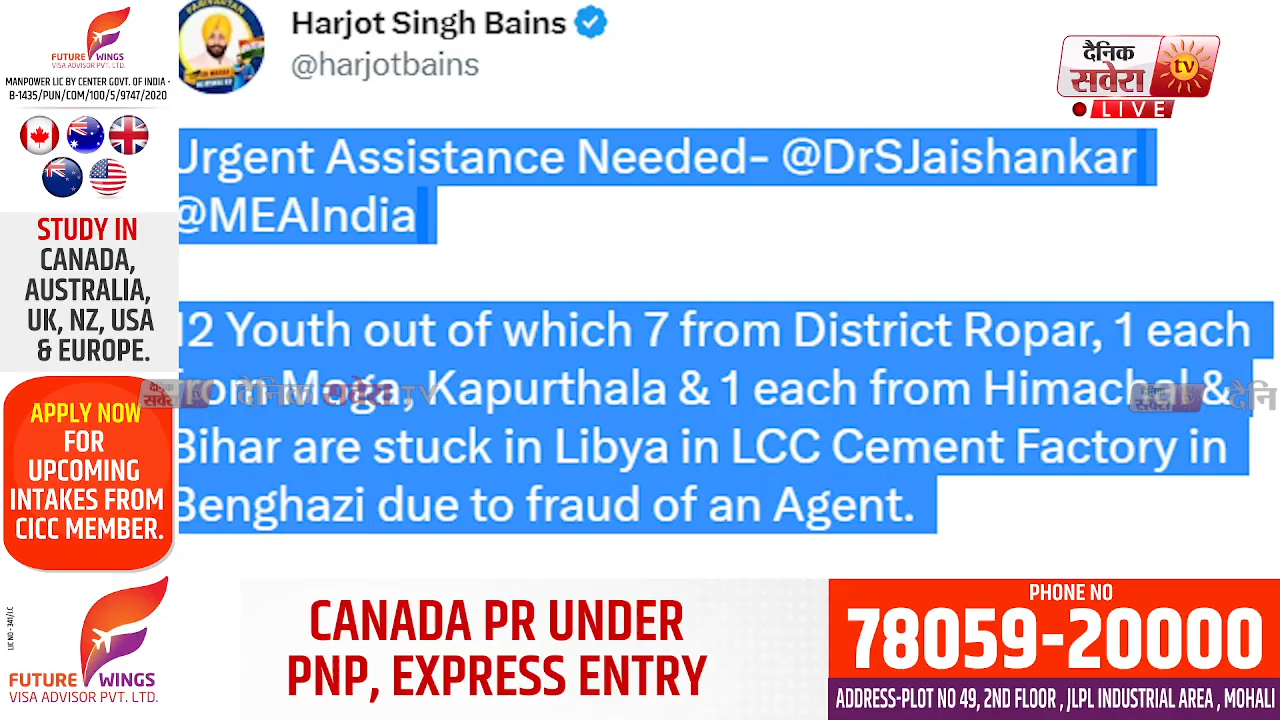 Harjot Singh Bains
@harjotbains
Urgent Assistance Needed- @DrSJaishankar
@MEAIndia
12 Youth out of which 7 from District Ropar, 1 each
from Moga, Kapurthala & 1 each from Himachal &
Bihar are stuck in Libya in LCC Cement Factory in
Benghazi due to fraud of an Agent.
दैनिक
सवेरा tv
LIVE
दैनिक सवेरा TV
दैनिक
सवेरा
दैनि
FUTURE WINGS
VISA ADVISOR PVT. LTD.
MANPOWER LIC BY CENTER GOVT. OF INDIA -
B-1435/PUN/COM/100/5/9747/2020
STUDY IN
CANADA,
AUSTRALIA,
UK, NZ, USA
& EUROPE.
APPLY NOW
FOR
UPCOMING
INTAKES FROM
CICC MEMBER.
FUTURE WINGS
VISA ADVISOR PVT. LTD.
CANADA PR UNDER
PNP, EXPRESS ENTRY
PHONE NO
78059-20000
ADDRESS-PLOT NO 49, 2ND FLOOR , JLPL INDUSTRIAL AREA , MOHALI